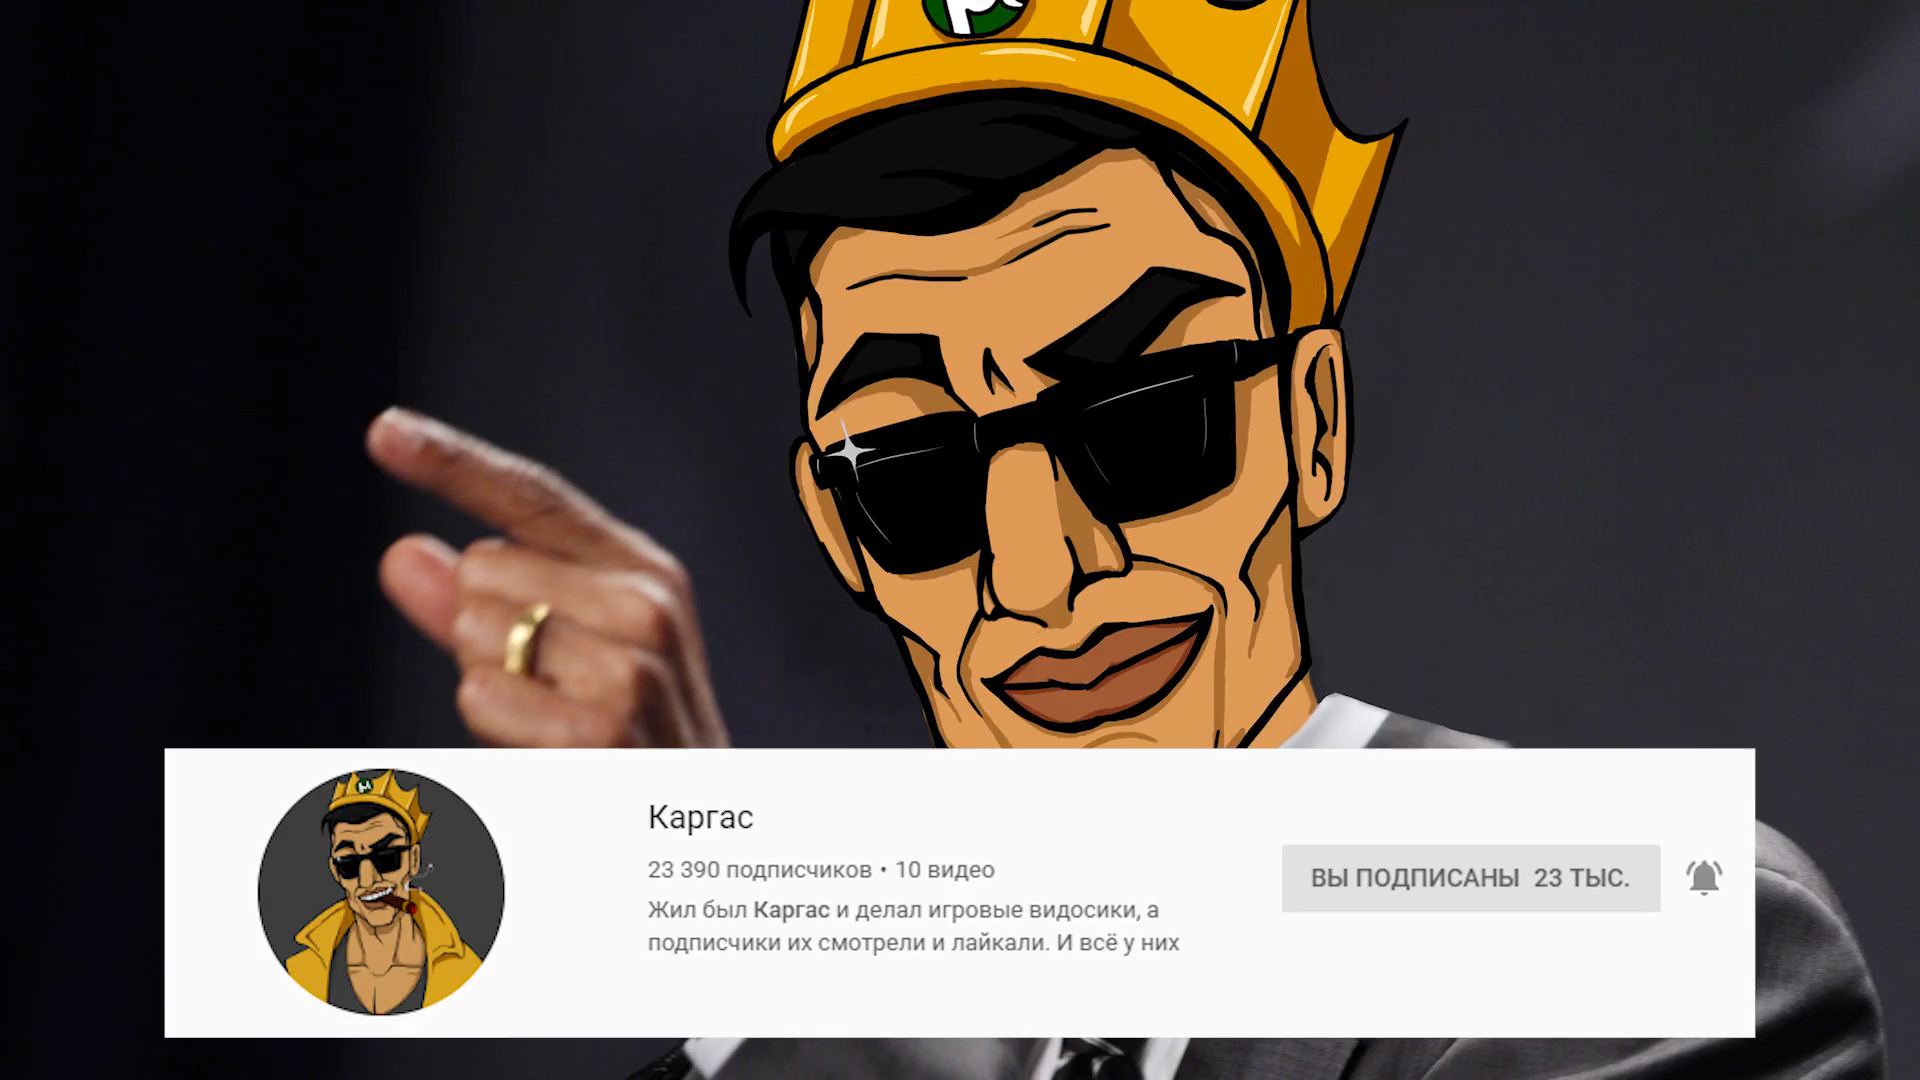 Каргас
23 390 подписчиков • 10 видео
Жил был Каргас и делал игровые видосики, а
подписчики их смотрели и лайкали. И всё у них
ВЫ ПОДПИСАНЫ 23 ТЫС.